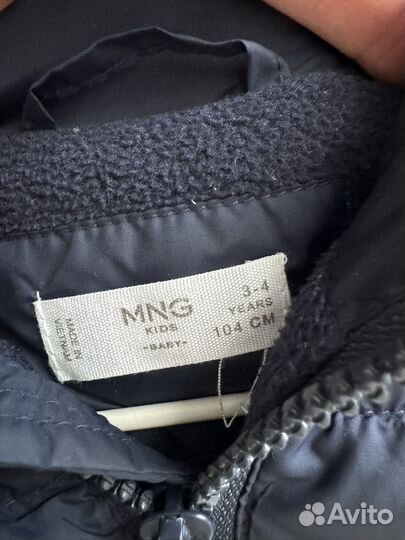 MNG
KIDS
-BABY-
3-4
YEARS
104 CM
MADE IN
VIETNAM
Avito